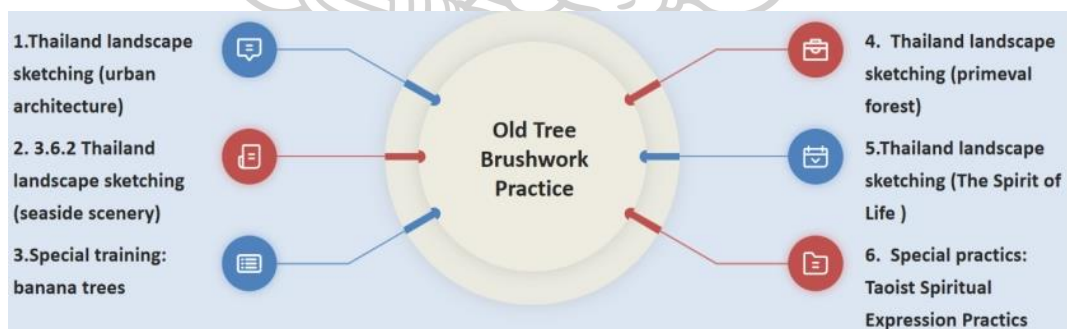 1.Thailand landscape
sketching (urban
architecture)
2. 3.6.2 Thailand
landscape sketching
(seaside scenery)
3.Special training:
banana trees
Old Tree
Brushwork
Practice
4. Thailand landscape
sketching (primeval
forest)
5.Thailand landscape
sketching (The Spirit of
Life )
6. Special practics:
Taoist Spiritual
Expression Practics